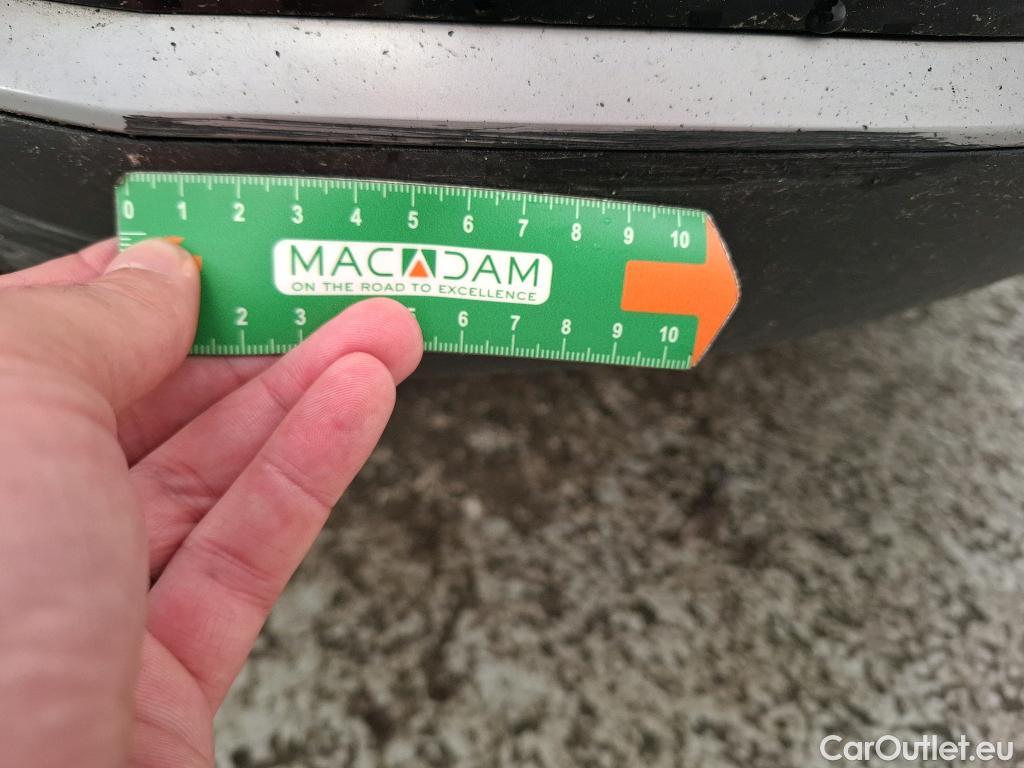 0 1 2 3 4 5 6 7 8 9 10
MACADAM
ON THE ROAD TO EXCELLENCE
2 3 5 6 7 8 9 10
CarOutlet.eu